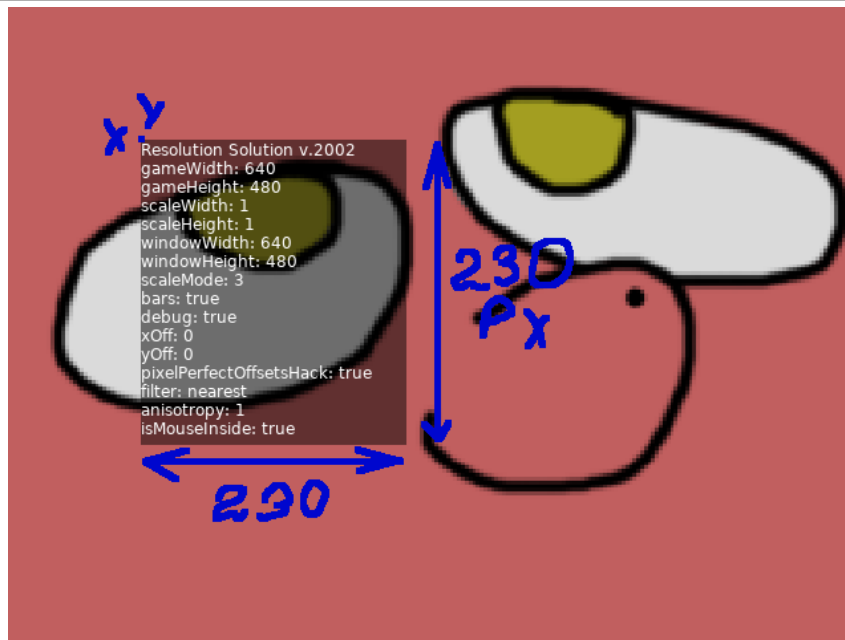 x.y
Resolution Solution v.2002
gameWidth: 640
gameHeight: 480
scaleWidth: 1
scaleHeight: 1
windowWidth: 640
windowHeight: 480
scaleMode: 3
bars: true
debug: true
xOff: 0
yOff: 0
pixelPerfectOffsetsHack: true
filter: nearest
anisotropy: 1
isMouseInside: true
230
Px
230